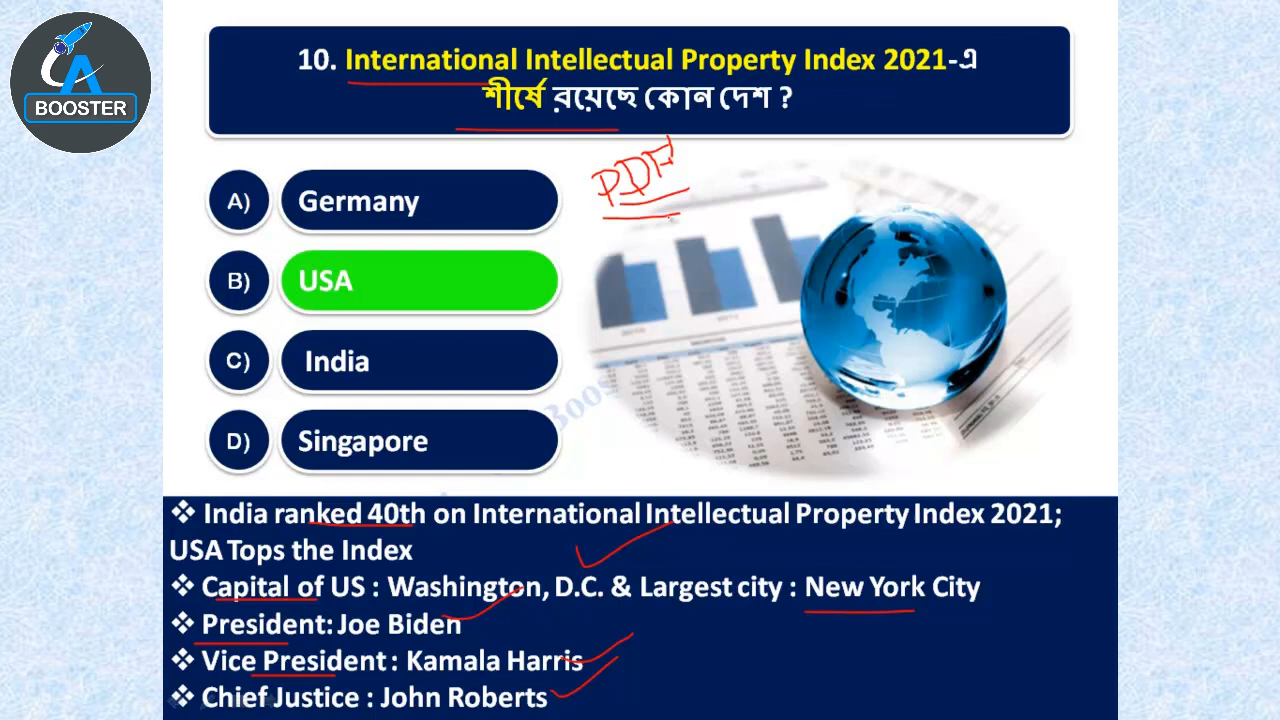 A
BOOSTER
10. International Intellectual Property Index 2021-এ
শীর্ষে রয়েছে কোন দেশ ?
PDF
A) Germany
B) USA
C) India
D) Singapore
❖ India ranked 40th on International Intellectual Property Index 2021;
USA Tops the Index
❖ Capital of US : Washington, D.C. & Largest city : New York City
❖ President: Joe Biden
❖ Vice President : Kamala Harris
❖ Chief Justice : John Roberts